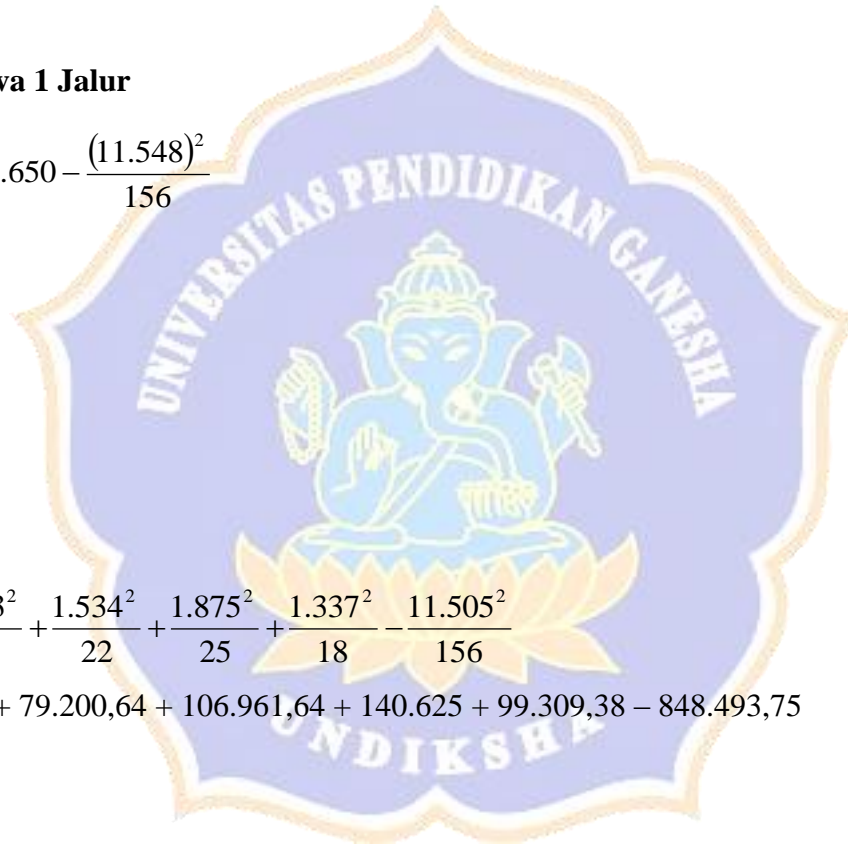 va 1 Jalur
.650 – (11.548)² / 156
UNIVERSITAS PENDIDIKAN GANESHA
3² + 1.534² / 22 + 1.875² / 25 + 1.337² / 18 – 11.505² / 156
+ 79.200,64 + 106.961,64 + 140.625 + 99.309,38 – 848.493,75
UNDIKSHA